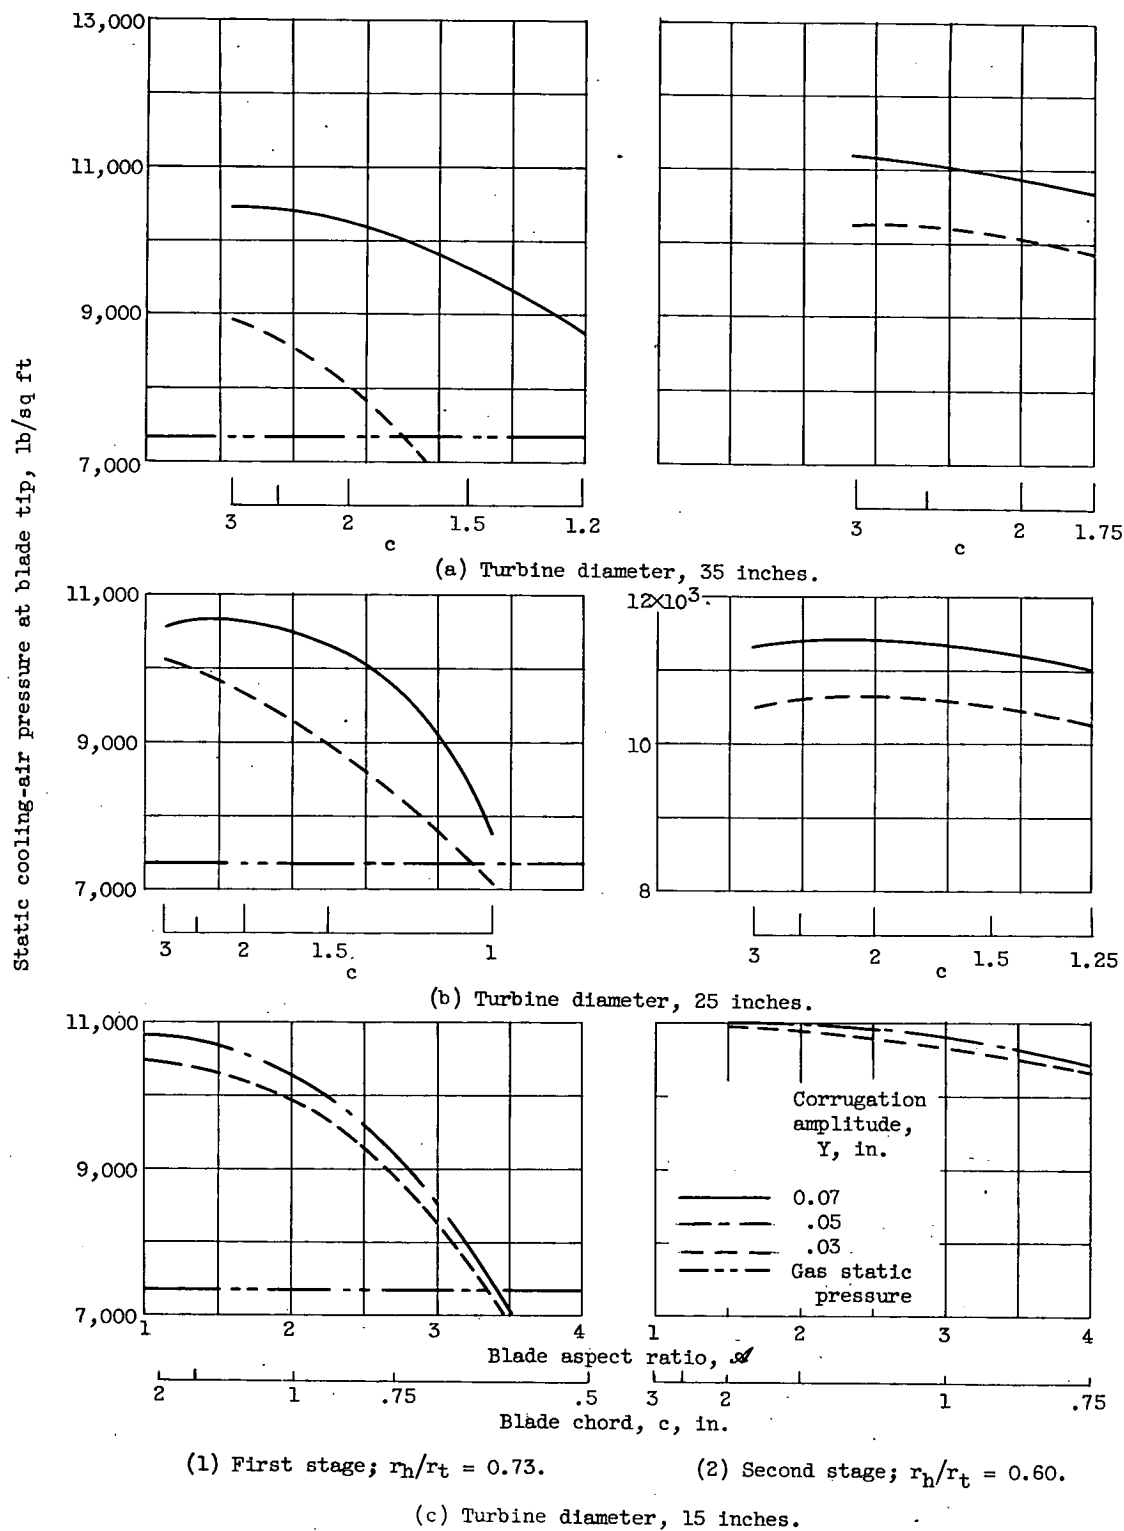 Static cooling-air pressure at blade tip, lb/sq ft
13,000
11,000
9,000
7,000
3 2 1.5 1.2
c
3 2 1.75
c
(a) Turbine diameter, 35 inches.
11,000
9,000
7,000
3 2 1.5 1
c
12×10³
10
8
3 2 1.5 1.25
c
(b) Turbine diameter, 25 inches.
11,000
9,000
7,000
1 2 3 4
Corrugation
amplitude,
Y, in.
0.07
.05
.03
Gas static
pressure
1 2 3 4
Blade aspect ratio, 𝒜
2 1 .75 .5
3 2 1 .75
Blade chord, c, in.
(1) First stage; rh/rt = 0.73.
(2) Second stage; rh/rt = 0.60.
(c) Turbine diameter, 15 inches.